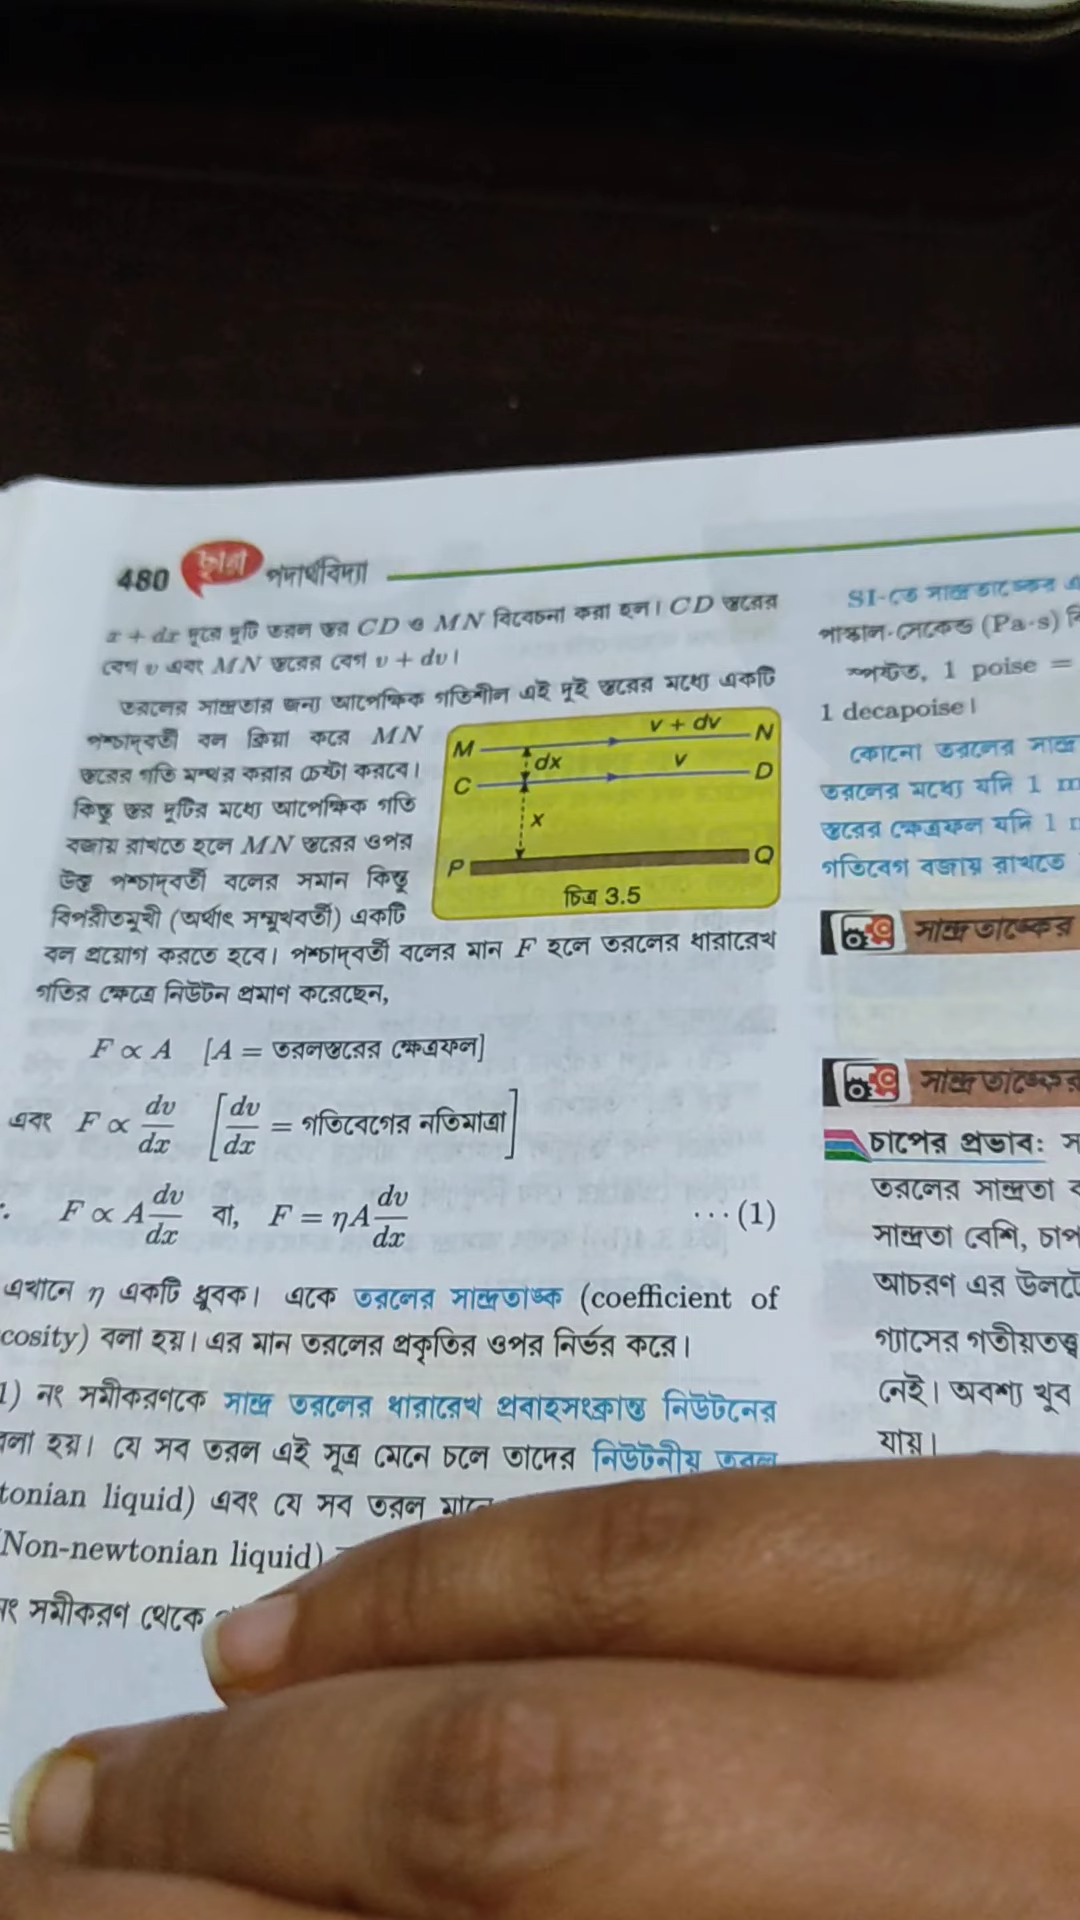 480 ছায়া পদার্থবিদ্যা
x + dx দূরে দুটি তরল স্তর CD ও MN বিবেচনা করা হল। CD স্তরের
বেগ v এবং MN স্তরের বেগ v + dv।
তরলের সান্দ্রতার জন্য আপেক্ষিক গতিশীল এই দুই স্তরের মধ্যে একটি
পশ্চাদ্‌বর্তী বল ক্রিয়া করে MN
স্তরের গতি মন্থর করার চেষ্টা করবে।
কিন্তু স্তর দুটির মধ্যে আপেক্ষিক গতি
বজায় রাখতে হলে MN স্তরের ওপর
উক্ত পশ্চাদ্‌বর্তী বলের সমান কিন্তু
বিপরীতমুখী (অর্থাৎ সম্মুখবর্তী) একটি
M v + dv N
dx
C v D
x
P Q
চিত্র 3.5
বল প্রয়োগ করতে হবে। পশ্চাদ্‌বর্তী বলের মান F হলে তরলের ধারারেখ
গতির ক্ষেত্রে নিউটন প্রমাণ করেছেন,
F ∝ A [A = তরলস্তরের ক্ষেত্রফল]
এবং F ∝ dv/dx [dv/dx = গতিবেগের নতিমাত্রা]
F ∝ A dv/dx বা, F = ηA dv/dx ···(1)
এখানে η একটি ধ্রুবক। একে তরলের সান্দ্রতাঙ্ক (coefficient of
cosity) বলা হয়। এর মান তরলের প্রকৃতির ওপর নির্ভর করে।
1) নং সমীকরণকে সান্দ্র তরলের ধারারেখ প্রবাহসংক্রান্ত নিউটনের
বলা হয়। যে সব তরল এই সূত্র মেনে চলে তাদের নিউটনীয় তরল
tonian liquid) এবং যে সব তরল
(Non-newtonian liquid)
নং সমীকরণ থেকে
SI-তে সান্দ্রতাঙ্কের
পাস্কাল-সেকেন্ড (Pa·s)
স্পষ্টত, 1 poise =
1 decapoise।
কোনো তরলের সান্দ্র
তরলের মধ্যে যদি 1 m
স্তরের ক্ষেত্রফল যদি 1
গতিবেগ বজায় রাখতে
সান্দ্রতাঙ্কের
সান্দ্রতাঙ্কের
চাপের প্রভাব: স
তরলের সান্দ্রতা
সান্দ্রতা বেশি, চাপ
আচরণ এর উলটো
গ্যাসের গতীয়তত্ত্ব
নেই। অবশ্য খুব
যায়।